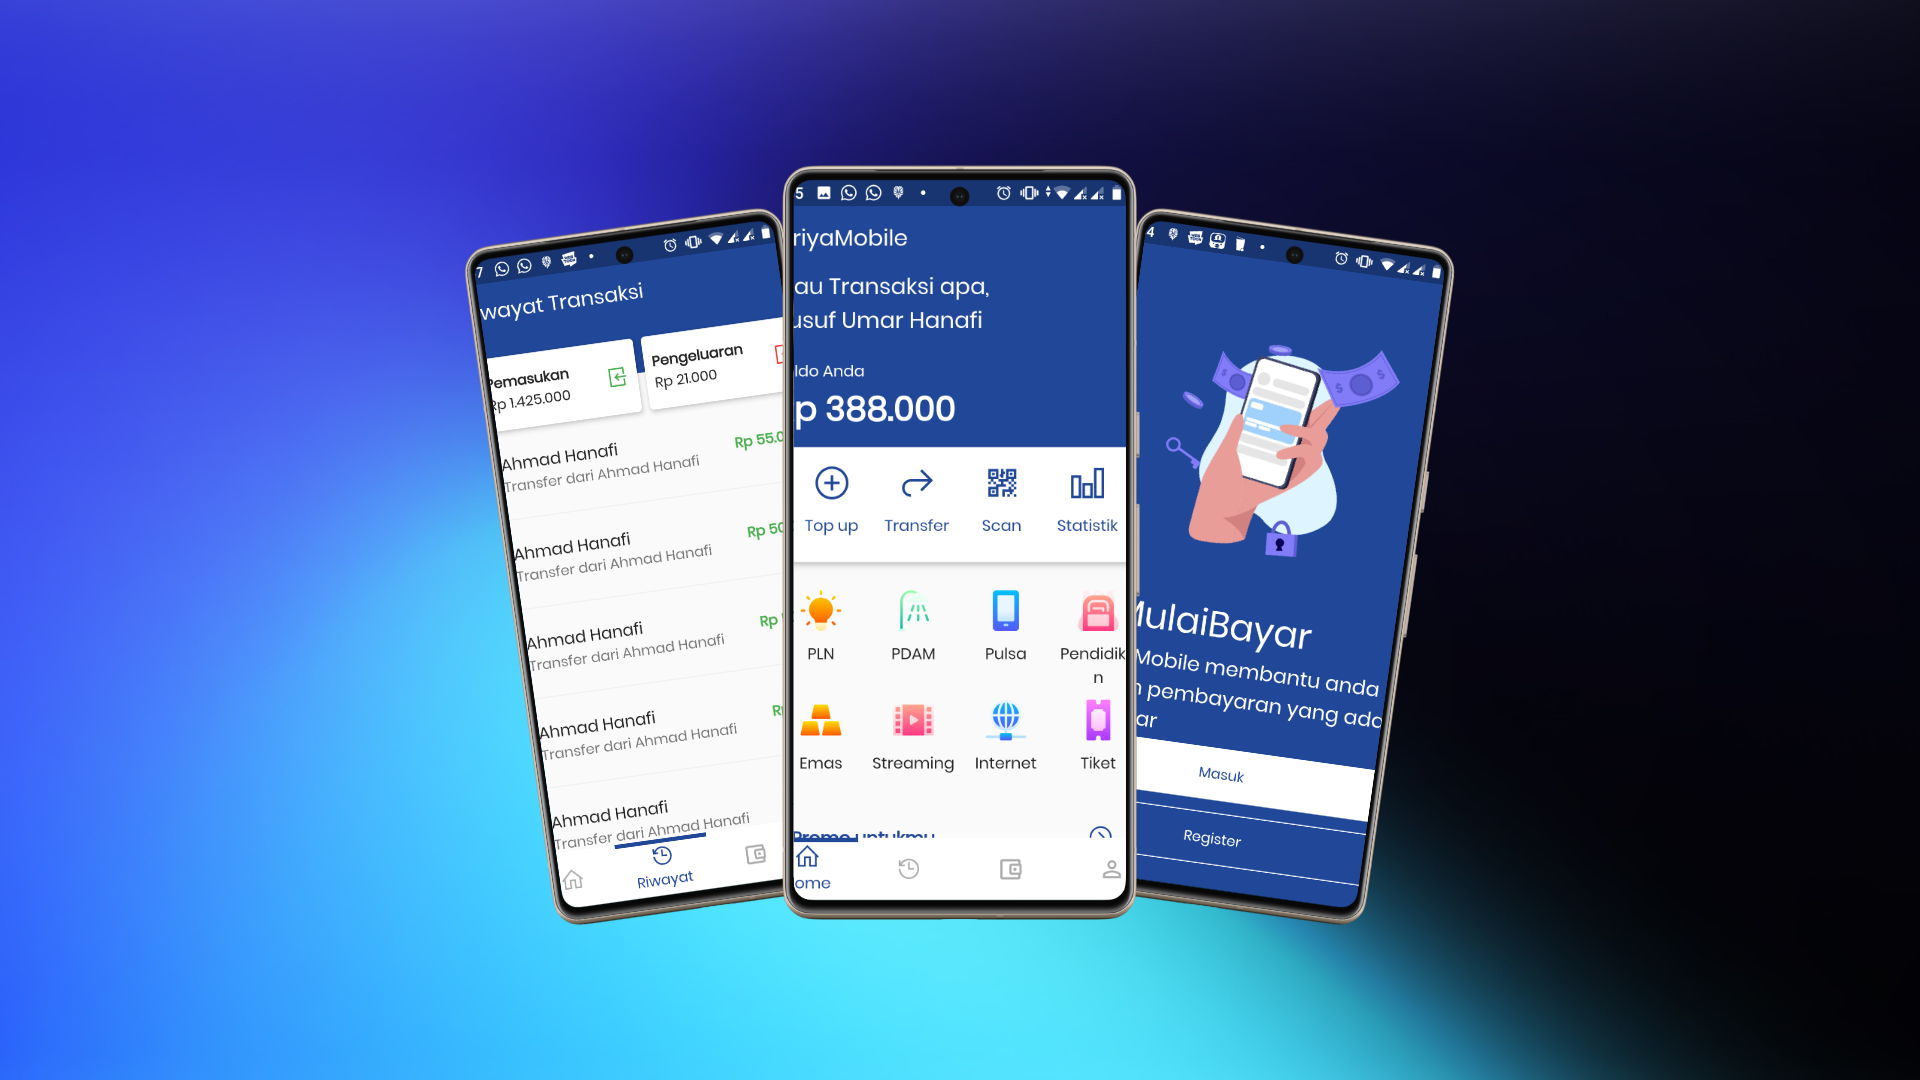 7
wayat Transaksi
Pemasukan
Rp 1.425.000
Pengeluaran
Rp 21.000
Ahmad Hanafi
Transfer dari Ahmad Hanafi
Rp 55.0
Ahmad Hanafi
Transfer dari Ahmad Hanafi
Rp 50
Ahmad Hanafi
Transfer dari Ahmad Hanafi
Rp
Ahmad Hanafi
Transfer dari Ahmad Hanafi
R
Ahmad Hanafi
Transfer dari Ahmad Hanafi
Riwayat
5
riyaMobile
au Transaksi apa,
usuf Umar Hanafi
ldo Anda
p 388.000
Top up
Transfer
Scan
Statistik
PLN
PDAM
Pulsa
Pendidik
n
Emas
Streaming
Internet
Tiket
Promo untukmu
ome
4
MulaiBayar
Mobile membantu anda
n pembayaran yang ada
ar
Masuk
Register